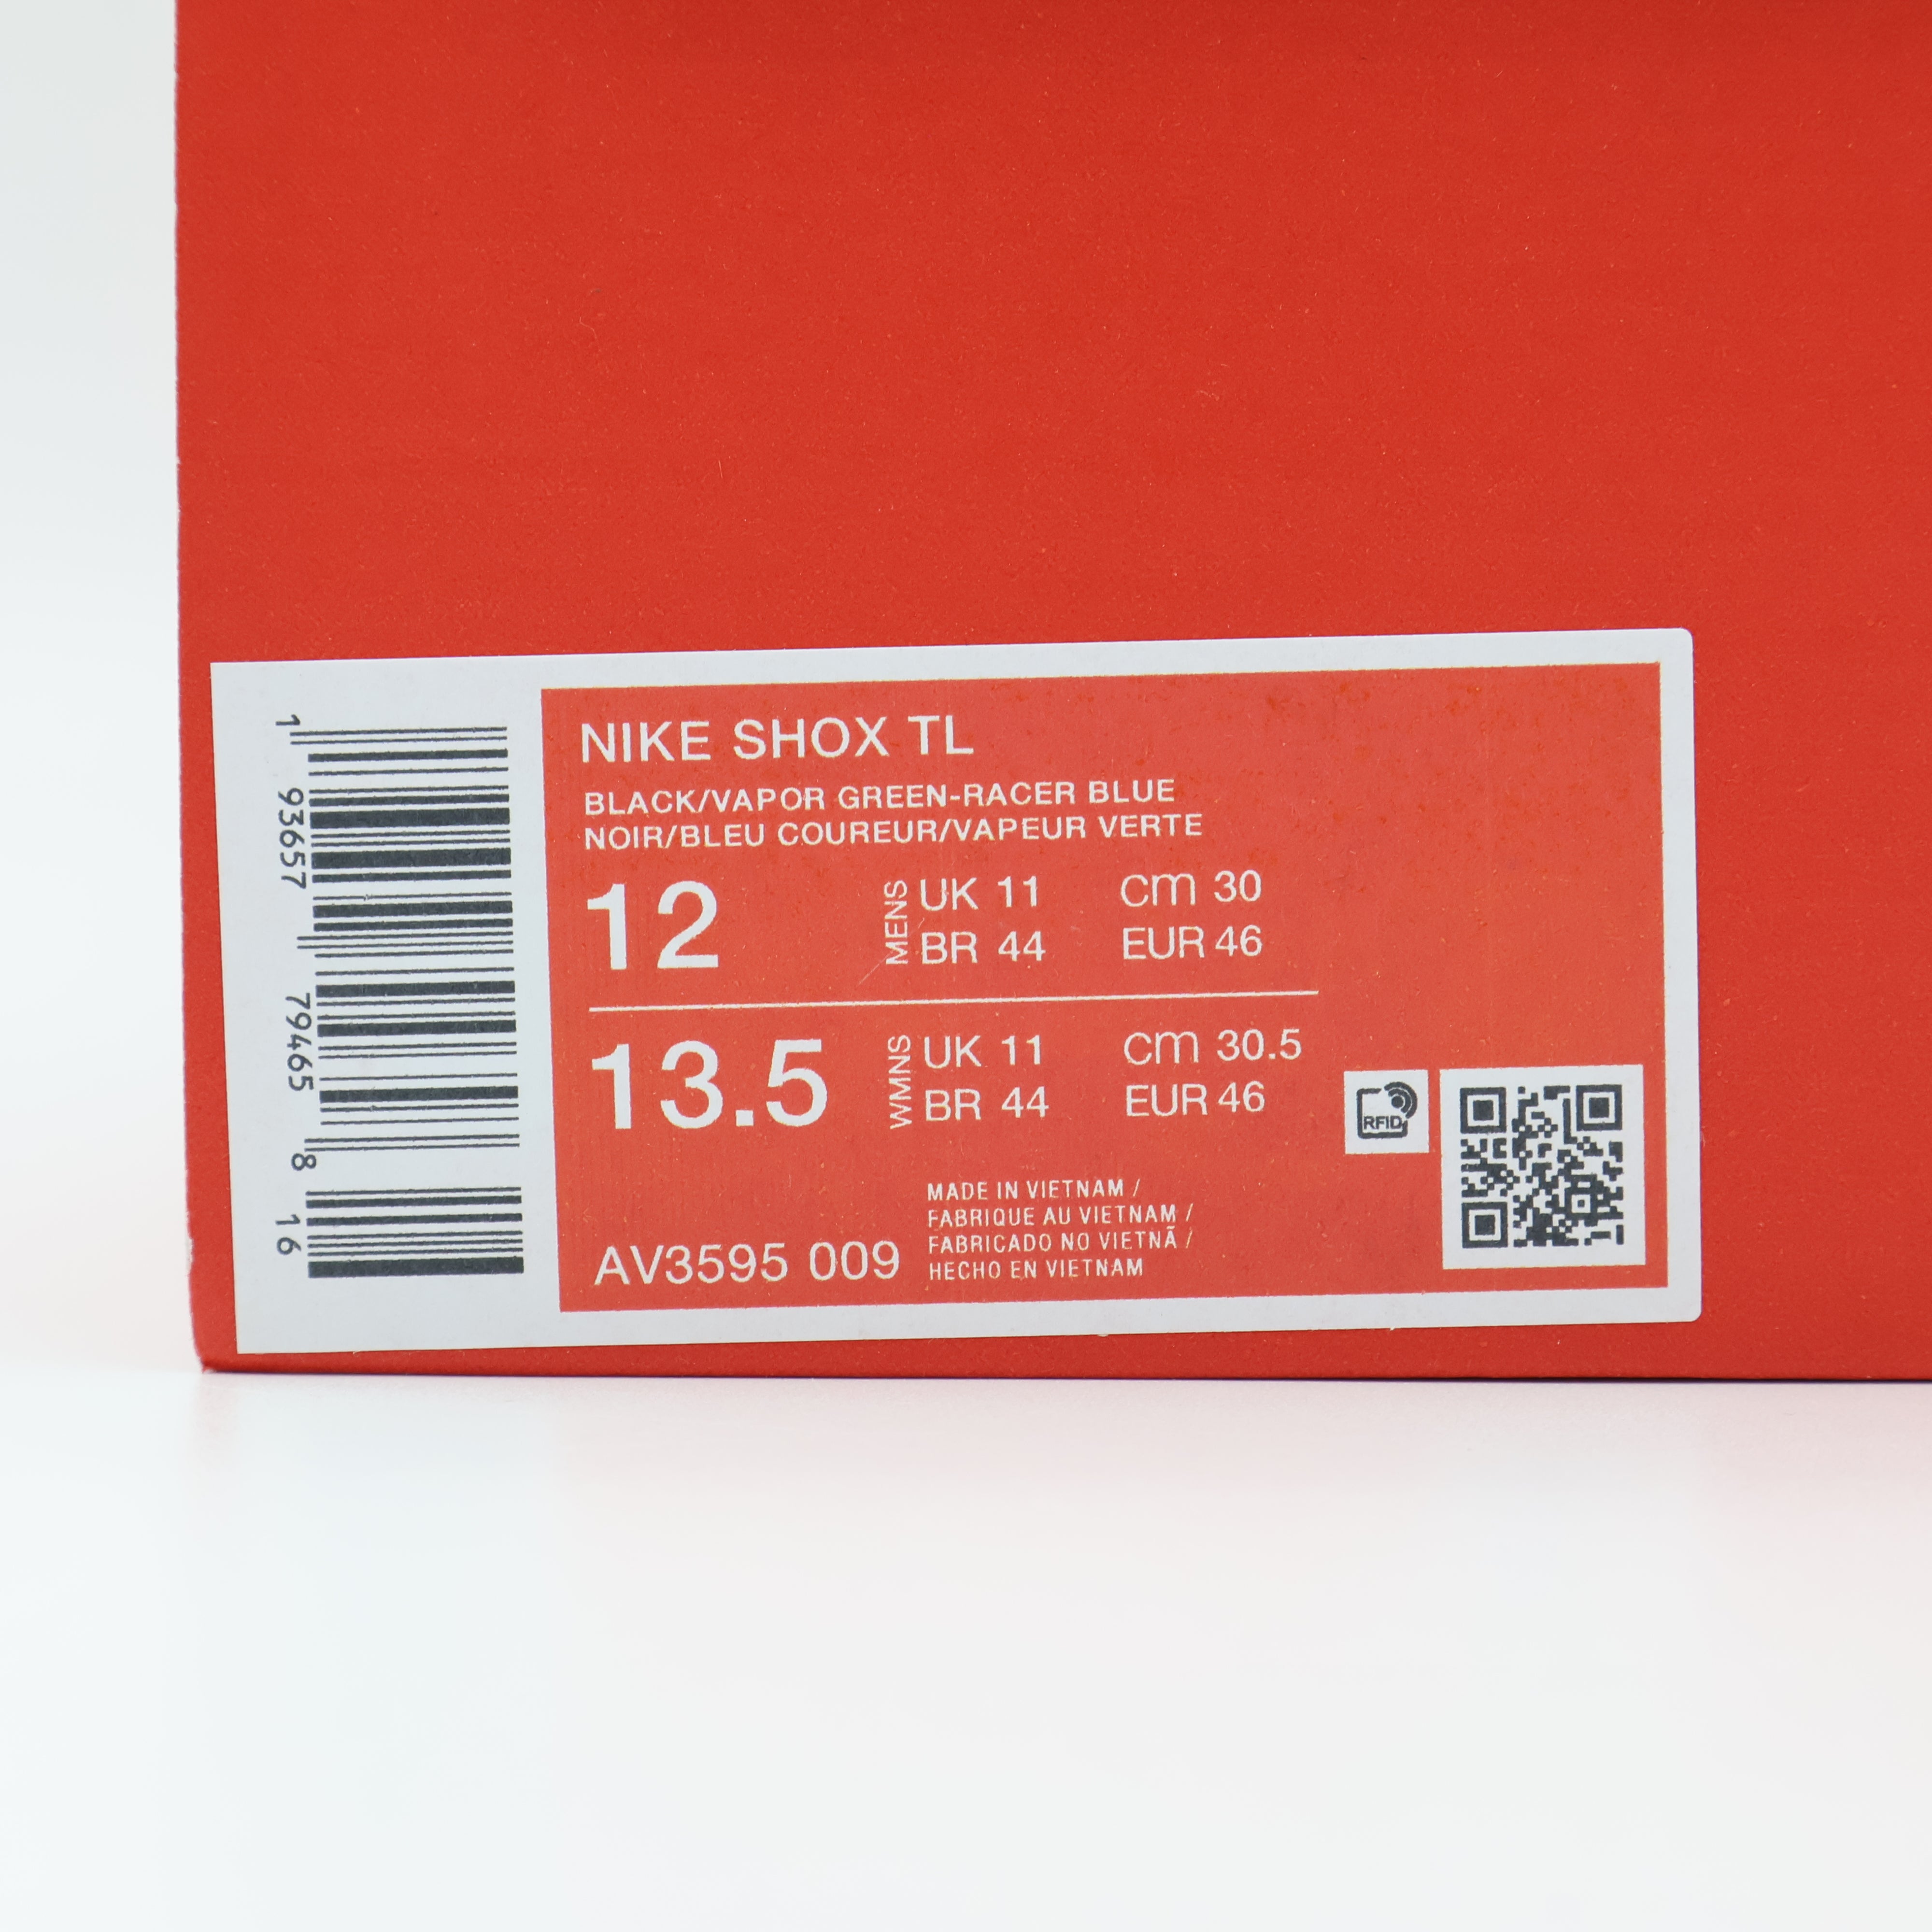 1 93657 79465 8 16
NIKE SHOX TL
BLACK/VAPOR GREEN-RACER BLUE
NOIR/BLEU COUREUR/VAPEUR VERTE
12 MENS UK 11 cm 30
BR 44 EUR 46
13.5 WMNS UK 11 cm 30.5
BR 44 EUR 46
RFID
MADE IN VIETNAM /
FABRIQUE AU VIETNAM /
FABRICADO NO VIETNÃ /
HECHO EN VIETNAM
AV3595 009